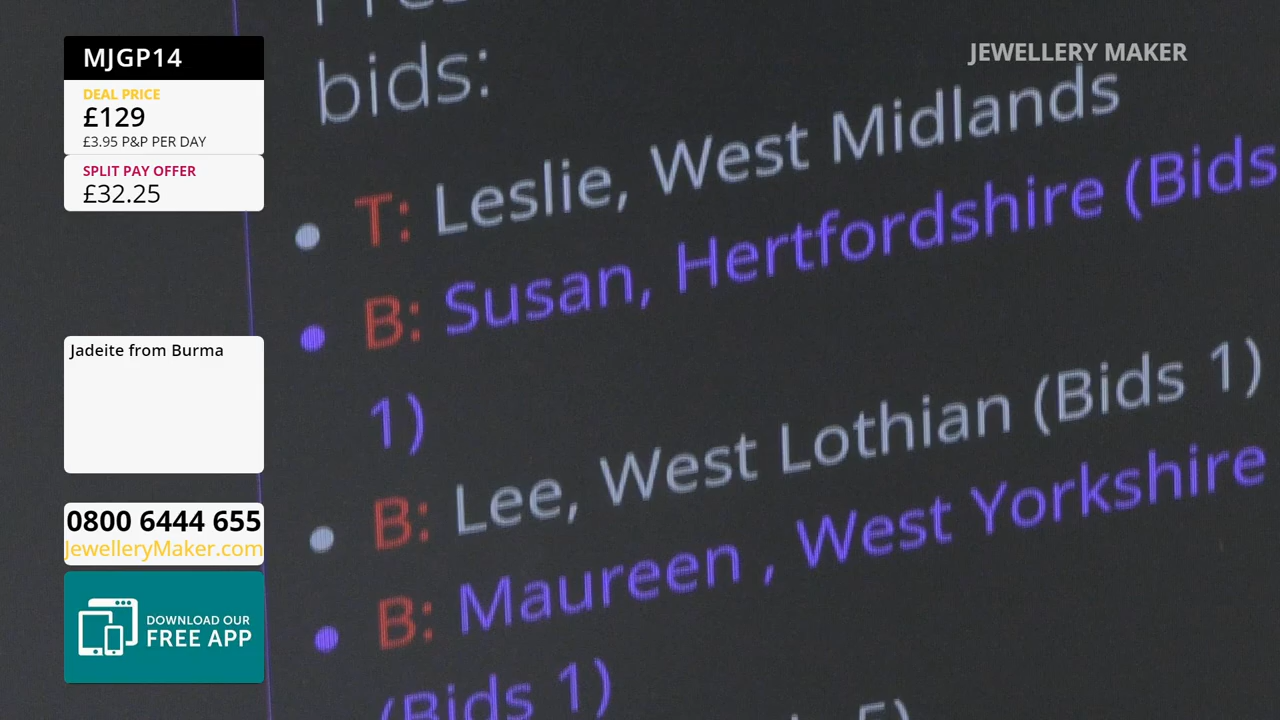 MJGP14
DEAL PRICE
£129
£3.95 P&P PER DAY
SPLIT PAY OFFER
£32.25
Jadeite from Burma
0800 6444 655
JewelleryMaker.com
DOWNLOAD OUR
FREE APP
JEWELLERY MAKER
bids:
T: Leslie, West Midlands
B: Susan, Hertfordshire (Bids
1)
B: Lee, West Lothian (Bids 1)
B: Maureen , West Yorkshire
(Bids 1)